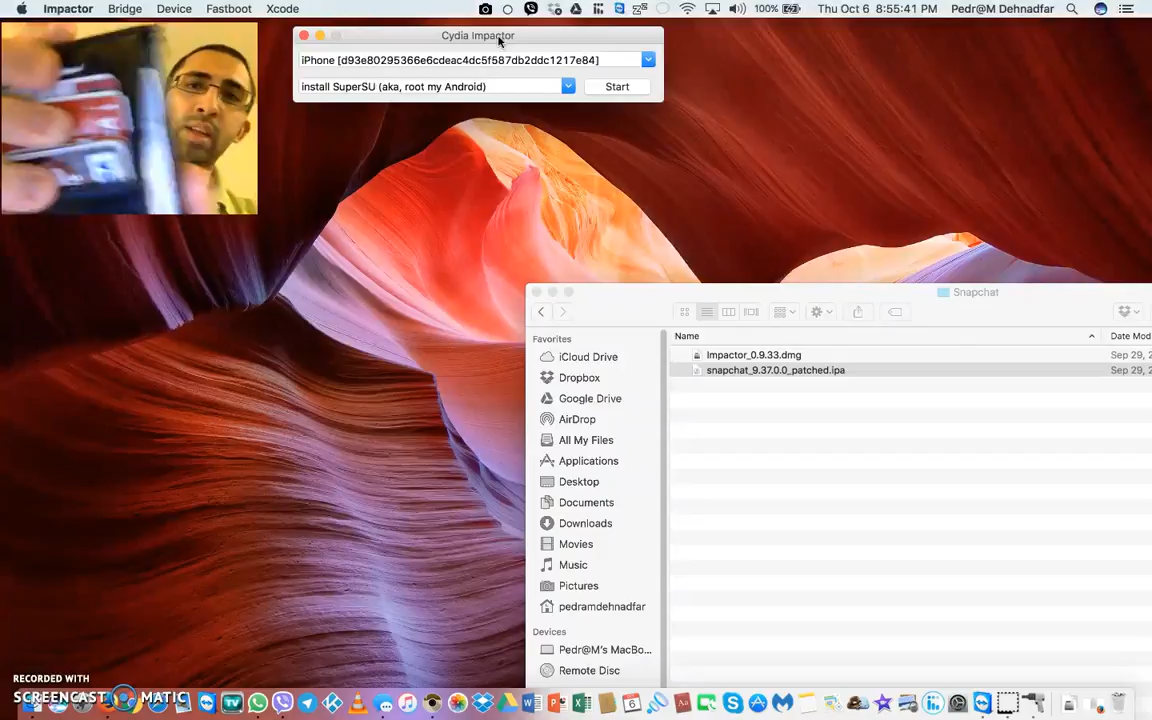 Impactor Bridge Device Fastboot Xcode
100% Thu Oct 6 8:55:41 PM Pedr@M Dehnadfar
Cydia Impactor
iPhone [d93e80295366e6cdeac4dc5f587db2ddc1217e84]
install SuperSU (aka, root my Android) Start
Snapchat
Favorites
iCloud Drive
Dropbox
Google Drive
AirDrop
All My Files
Applications
Desktop
Documents
Downloads
Movies
Music
Pictures
pedramdehnadfar
Devices
Pedr@M's MacBo...
Remote Disc
Name Date Mod
Impactor_0.9.33.dmg Sep 29, 2
snapchat_9.37.0.0_patched.ipa Sep 29, 2
RECORDED WITH
SCREENCAST MATIC